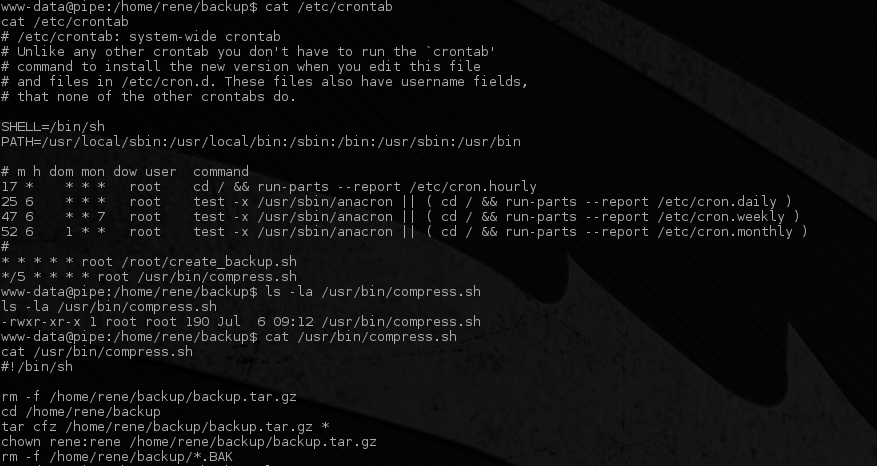 www-data@pipe:/home/rene/backup$ cat /etc/crontab
cat /etc/crontab
# /etc/crontab: system-wide crontab
# Unlike any other crontab you don't have to run the `crontab'
# command to install the new version when you edit this file
# and files in /etc/cron.d. These files also have username fields,
# that none of the other crontabs do.
SHELL=/bin/sh
PATH=/usr/local/sbin:/usr/local/bin:/sbin:/bin:/usr/sbin:/usr/bin
# m h dom mon dow user  command
17 *    * * *   root    cd / && run-parts --report /etc/cron.hourly
25 6    * * *   root    test -x /usr/sbin/anacron || ( cd / && run-parts --report /etc/cron.daily )
47 6    * * 7   root    test -x /usr/sbin/anacron || ( cd / && run-parts --report /etc/cron.weekly )
52 6    1 * *   root    test -x /usr/sbin/anacron || ( cd / && run-parts --report /etc/cron.monthly )
#
* * * * * root /root/create_backup.sh
*/5 * * * * root /usr/bin/compress.sh
www-data@pipe:/home/rene/backup$ ls -la /usr/bin/compress.sh
ls -la /usr/bin/compress.sh
-rwxr-xr-x 1 root root 190 Jul  6 09:12 /usr/bin/compress.sh
www-data@pipe:/home/rene/backup$ cat /usr/bin/compress.sh
cat /usr/bin/compress.sh
#!/bin/sh
rm -f /home/rene/backup/backup.tar.gz
cd /home/rene/backup
tar cfz /home/rene/backup/backup.tar.gz *
chown rene:rene /home/rene/backup/backup.tar.gz
rm -f /home/rene/backup/*.BAK